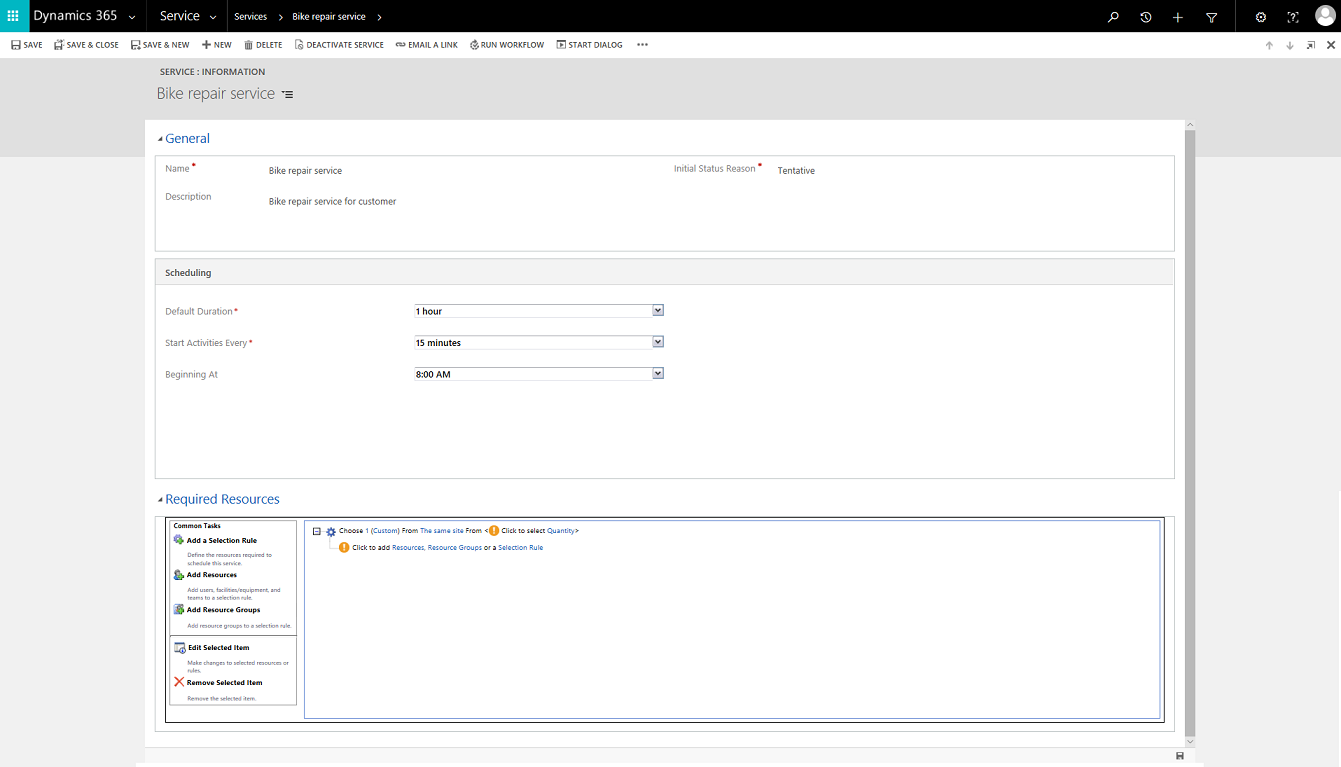 Dynamics 365 Service Services > Bike repair service >
SAVE SAVE & CLOSE SAVE & NEW NEW DELETE DEACTIVATE SERVICE EMAIL A LINK RUN WORKFLOW START DIALOG •••
SERVICE : INFORMATION
Bike repair service
General
Name * Bike repair service Initial Status Reason * Tentative
Description Bike repair service for customer
Scheduling
Default Duration * 1 hour
Start Activities Every * 15 minutes
Beginning At 8:00 AM
Required Resources
Common Tasks
Add a Selection Rule
Define the resources required to
schedule this service.
Add Resources
Add users, facilities/equipment, and
teams to a selection rule.
Add Resource Groups
Add resource groups to a selection rule.
Edit Selected Item
Make changes to selected resources or
rules.
Remove Selected Item
Remove the selected item.
Choose 1 (Custom) From The same site From <! Click to select Quantity>
! Click to add Resources, Resource Groups or a Selection Rule